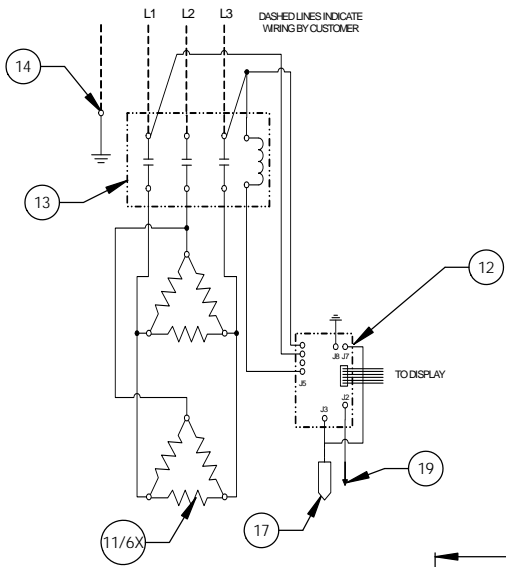 L1 L2 L3
DASHED LINES INDICATE
WIRING BY CUSTOMER
14
13
12
J8 J7
J5
TO DISPLAY
J2
J3
19
17
11/6X